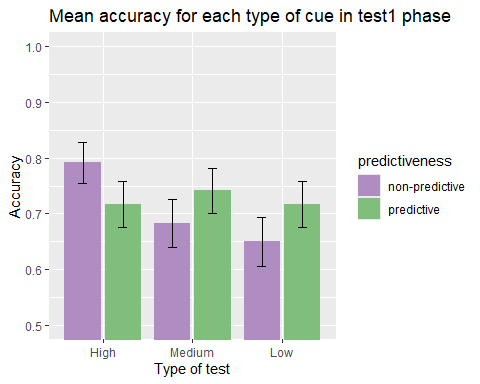 Mean accuracy for each type of cue in test1 phase
1.0
0.9
0.8
0.7
0.6
0.5
Accuracy
High Medium Low
Type of test
predictiveness
non-predictive
predictive